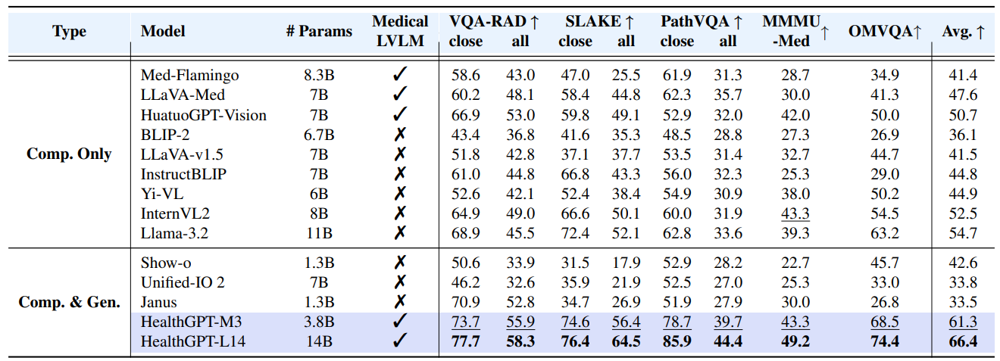 Type Model # Params Medical LVLM VQA-RAD ↑ close all SLAKE ↑ close all PathVQA ↑ close all MMMU -Med ↑ OMVQA↑ Avg. ↑
Comp. Only
Med-Flamingo 8.3B ✓ 58.6 43.0 47.0 25.5 61.9 31.3 28.7 34.9 41.4
LLaVA-Med 7B ✓ 60.2 48.1 58.4 44.8 62.3 35.7 30.0 41.3 47.6
HuatuoGPT-Vision 7B ✓ 66.9 53.0 59.8 49.1 52.9 32.0 42.0 50.0 50.7
BLIP-2 6.7B ✗ 43.4 36.8 41.6 35.3 48.5 28.8 27.3 26.9 36.1
LLaVA-v1.5 7B ✗ 51.8 42.8 37.1 37.7 53.5 31.4 32.7 44.7 41.5
InstructBLIP 7B ✗ 61.0 44.8 66.8 43.3 56.0 32.3 25.3 29.0 44.8
Yi-VL 6B ✗ 52.6 42.1 52.4 38.4 54.9 30.9 38.0 50.2 44.9
InternVL2 8B ✗ 64.9 49.0 66.6 50.1 60.0 31.9 43.3 54.5 52.5
Llama-3.2 11B ✗ 68.9 45.5 72.4 52.1 62.8 33.6 39.3 63.2 54.7
Comp. & Gen.
Show-o 1.3B ✗ 50.6 33.9 31.5 17.9 52.9 28.2 22.7 45.7 42.6
Unified-IO 2 7B ✗ 46.2 32.6 35.9 21.9 52.5 27.0 25.3 33.0 33.8
Janus 1.3B ✗ 70.9 52.8 34.7 26.9 51.9 27.9 30.0 26.8 33.5
HealthGPT-M3 3.8B ✓ 73.7 55.9 74.6 56.4 78.7 39.7 43.3 68.5 61.3
HealthGPT-L14 14B ✓ 77.7 58.3 76.4 64.5 85.9 44.4 49.2 74.4 66.4